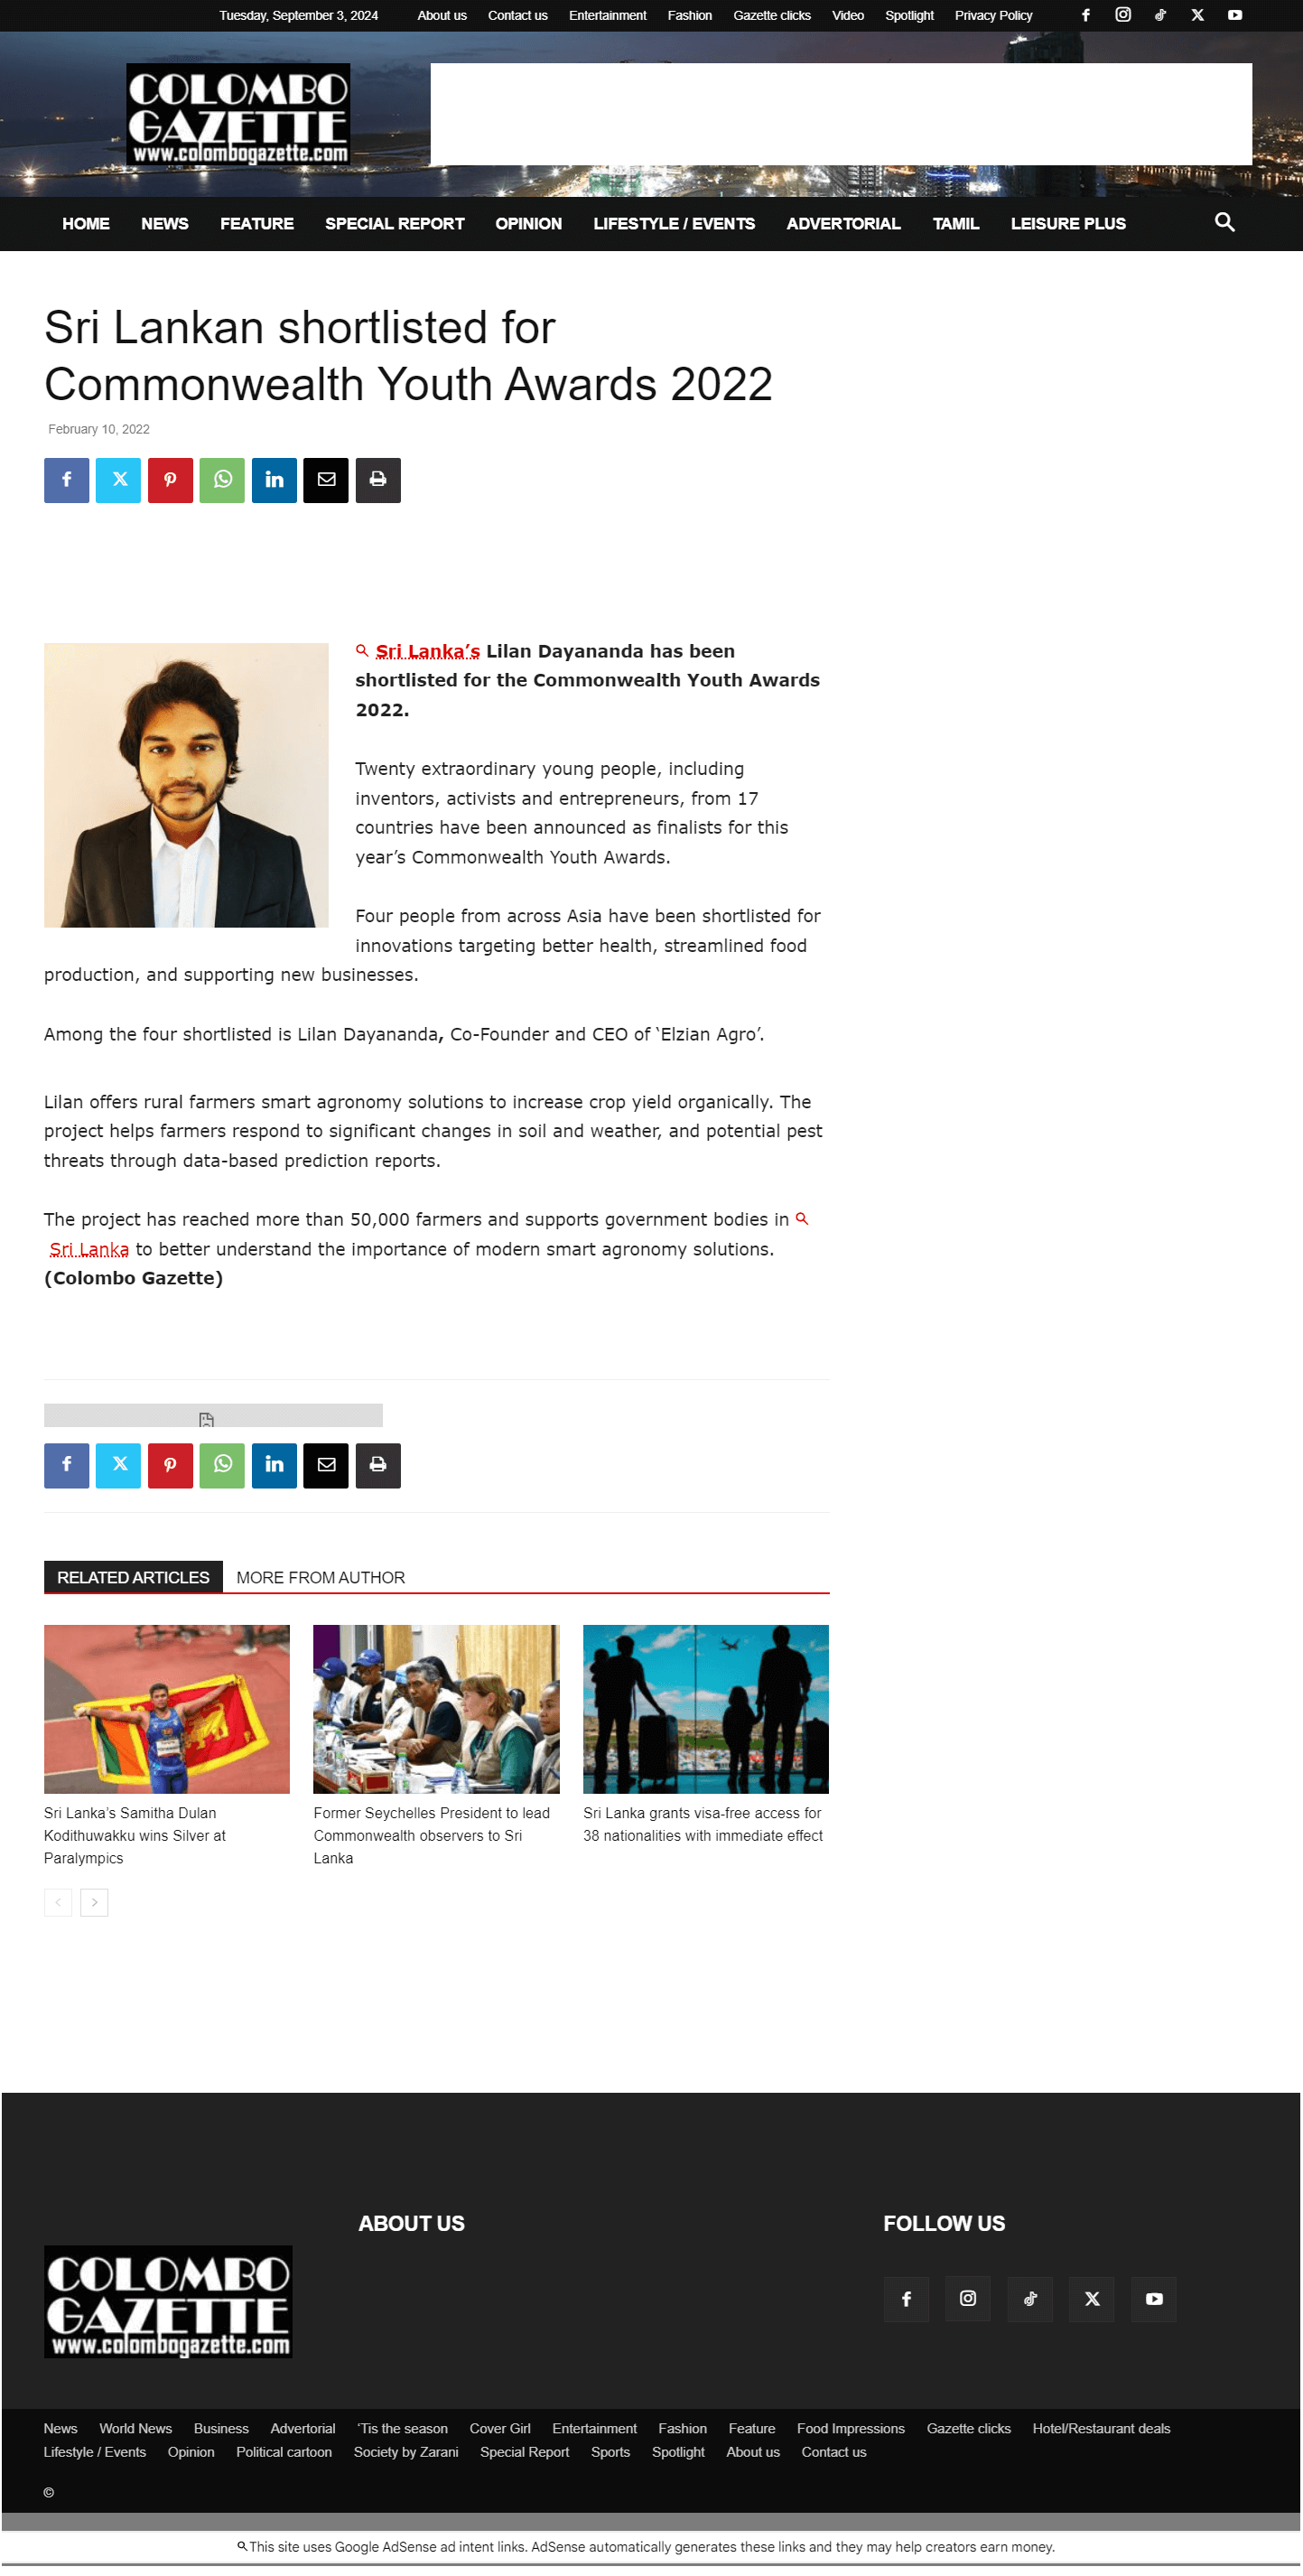 Tuesday, September 3, 2024 About us Contact us Entertainment Fashion Gazette clicks Video Spotlight Privacy Policy
COLOMBO
GAZETTE
www.colombogazette.com
HOME NEWS FEATURE SPECIAL REPORT OPINION LIFESTYLE / EVENTS ADVERTORIAL TAMIL LEISURE PLUS
Sri Lankan shortlisted for
Commonwealth Youth Awards 2022
February 10, 2022
Sri Lanka’s Lilan Dayananda has been
shortlisted for the Commonwealth Youth Awards
2022.
Twenty extraordinary young people, including
inventors, activists and entrepreneurs, from 17
countries have been announced as finalists for this
year’s Commonwealth Youth Awards.
Four people from across Asia have been shortlisted for
innovations targeting better health, streamlined food
production, and supporting new businesses.
Among the four shortlisted is Lilan Dayananda, Co-Founder and CEO of ‘Elzian Agro’.
Lilan offers rural farmers smart agronomy solutions to increase crop yield organically. The
project helps farmers respond to significant changes in soil and weather, and potential pest
threats through data-based prediction reports.
The project has reached more than 50,000 farmers and supports government bodies in
Sri Lanka to better understand the importance of modern smart agronomy solutions.
(Colombo Gazette)
RELATED ARTICLES MORE FROM AUTHOR
Sri Lanka’s Samitha Dulan
Kodithuwakku wins Silver at
Paralympics
Former Seychelles President to lead
Commonwealth observers to Sri
Lanka
Sri Lanka grants visa-free access for
38 nationalities with immediate effect
ABOUT US
FOLLOW US
COLOMBO
GAZETTE
www.colombogazette.com
News World News Business Advertorial ‘Tis the season Cover Girl Entertainment Fashion Feature Food Impressions Gazette clicks Hotel/Restaurant deals
Lifestyle / Events Opinion Political cartoon Society by Zarani Special Report Sports Spotlight About us Contact us
©
This site uses Google AdSense ad intent links. AdSense automatically generates these links and they may help creators earn money.